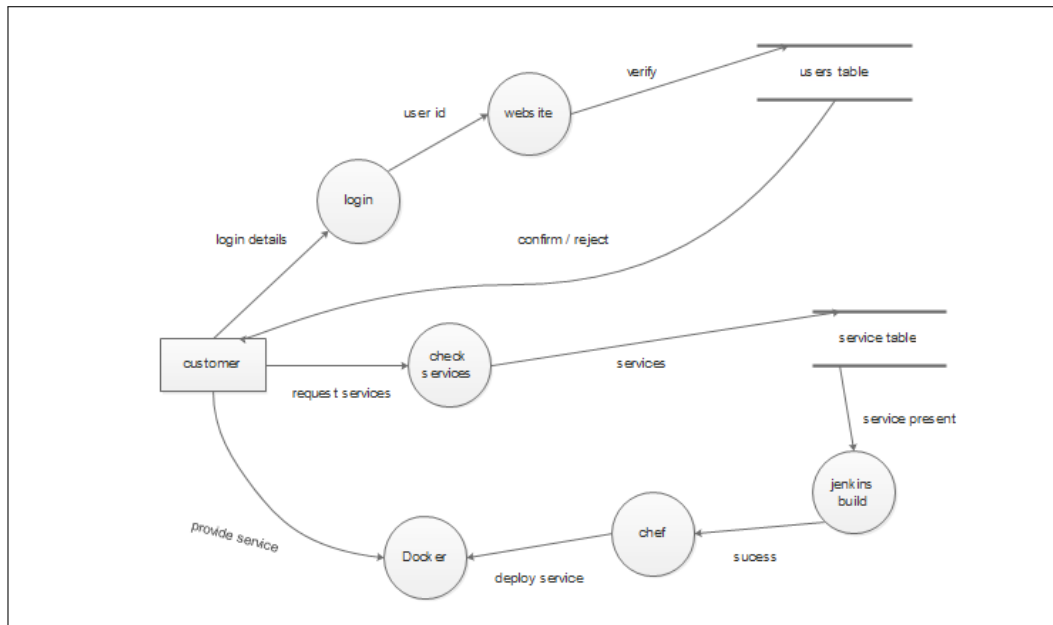 verify
users table
user id
website
login
login details
confirm / reject
customer
check
services
request services
services
service table
service present
jenkins
build
provide service
Docker
deploy service
chef
sucess